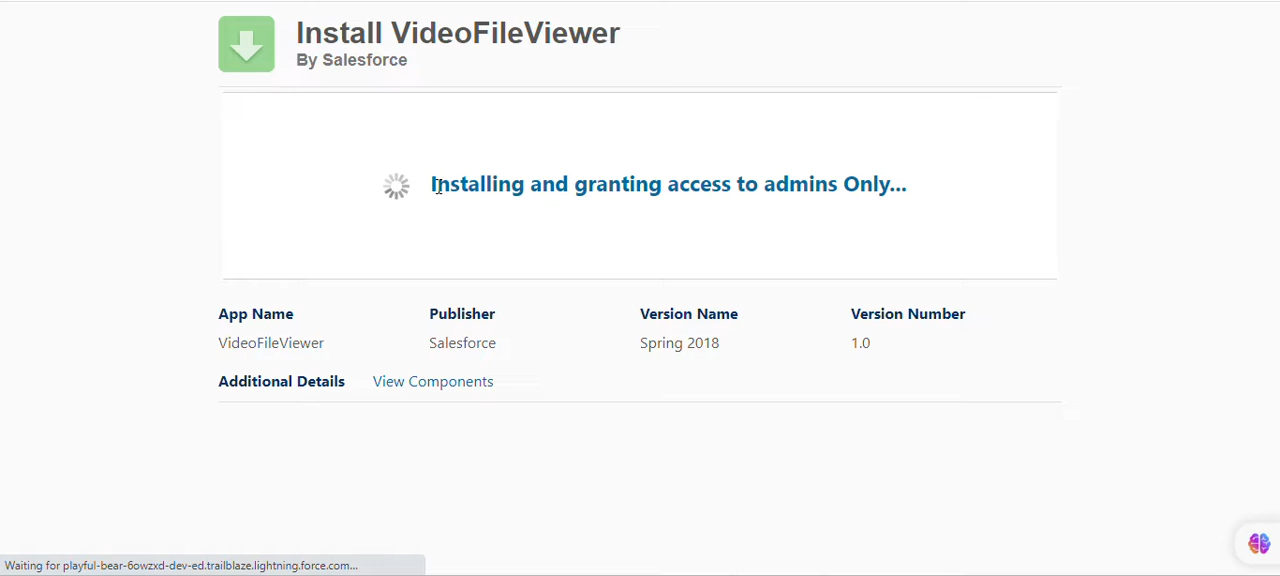 Install VideoFileViewer
By Salesforce
Installing and granting access to admins Only...
App Name Publisher Version Name Version Number
VideoFileViewer Salesforce Spring 2018 1.0
Additional Details View Components
Waiting for playful-bear-6owzxd-dev-ed.trailblaze.lightning.force.com...